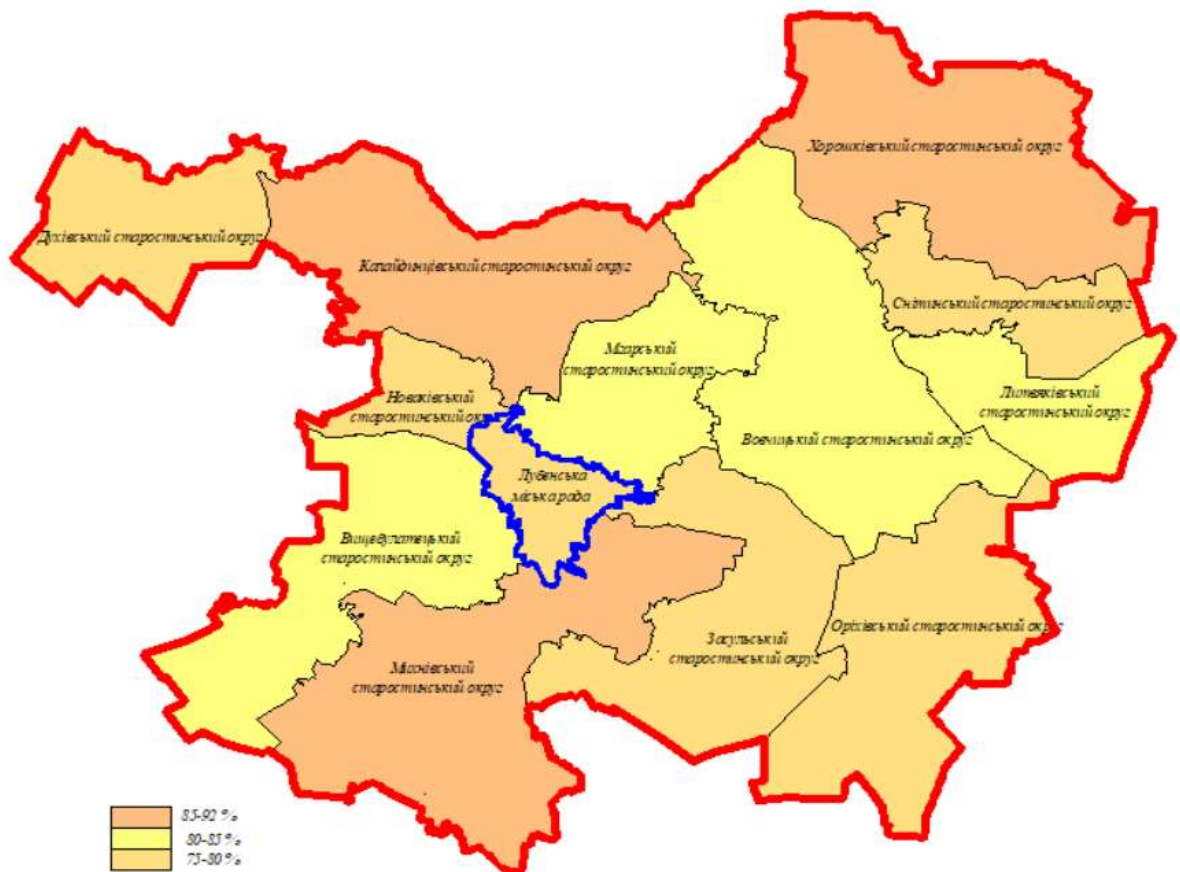 Хорошківський старостинський округ
Духівський старостинський округ
Калайдинцівський старостинський округ
Снітинський старостинський округ
Мгарський
старостинський округ
Новаківський
старостинський округ
Литвяківський
старостинський округ
Вовчицький старостинський округ
Лубенська
міська рада
Вищебулатецький
старостинський округ
Оріхівський старостинський округ
Засульський
старостинський округ
Міхнівський
старостинський округ
85-92 %
80-85 %
75-80 %